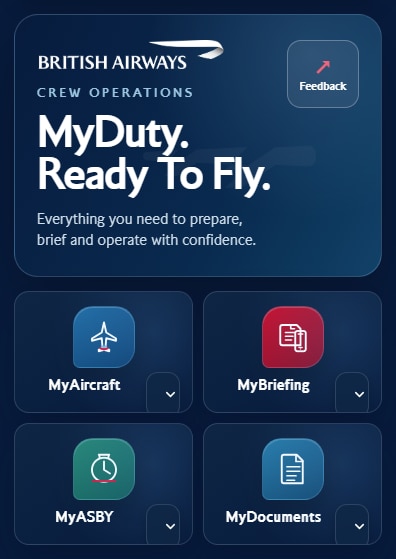 BRITISH AIRWAYS
Feedback
CREW OPERATIONS
MyDuty.
Ready To Fly.
Everything you need to prepare,
brief and operate with confidence.
MyAircraft
MyBriefing
MyASBY
MyDocuments